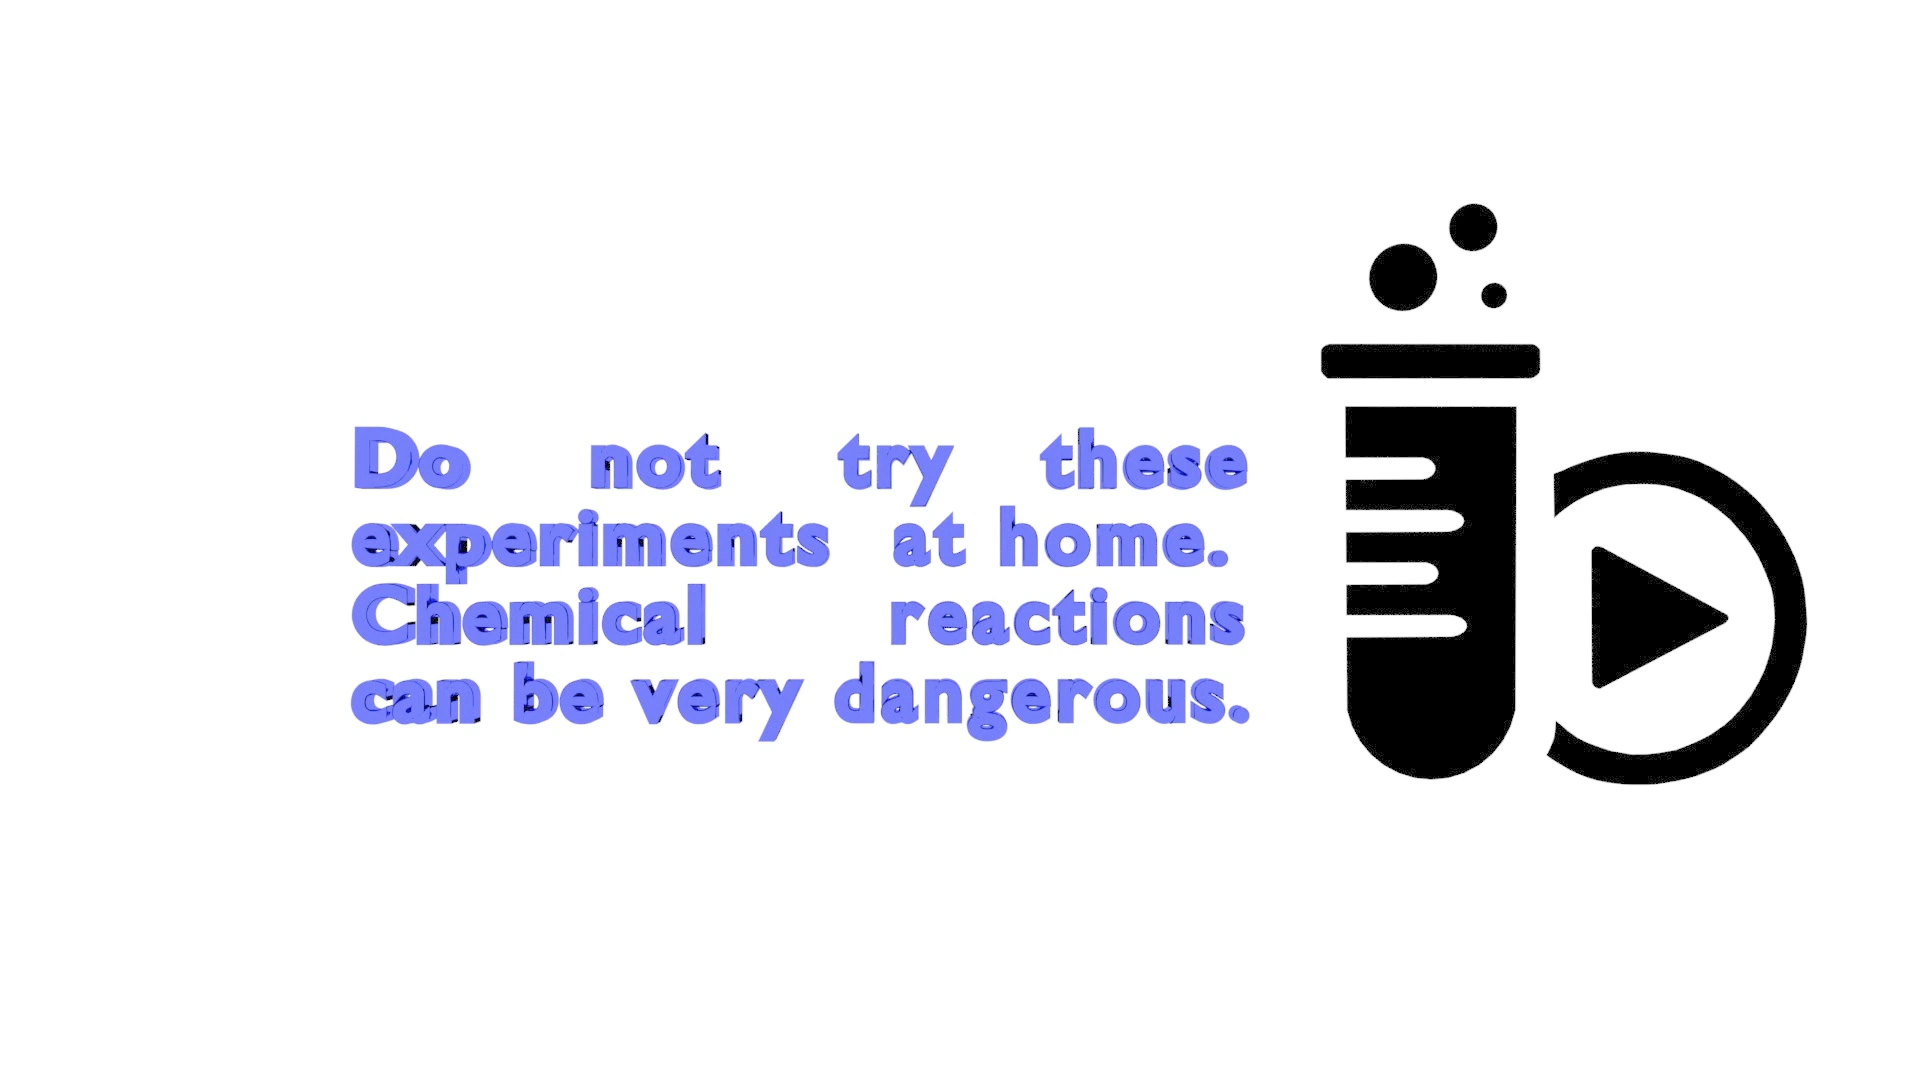 Do not try these
experiments at home.
Chemical reactions
can be very dangerous.